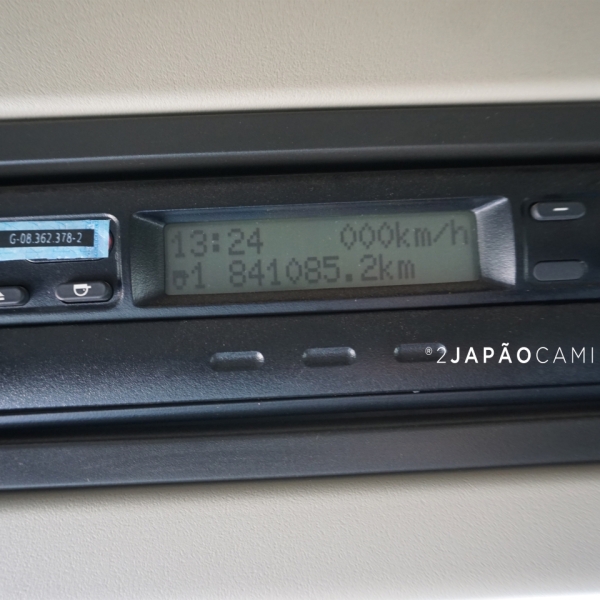 G-08.362.378-2
13:24 000km/h
1 841085.2km
®2JAPÃOCAMI